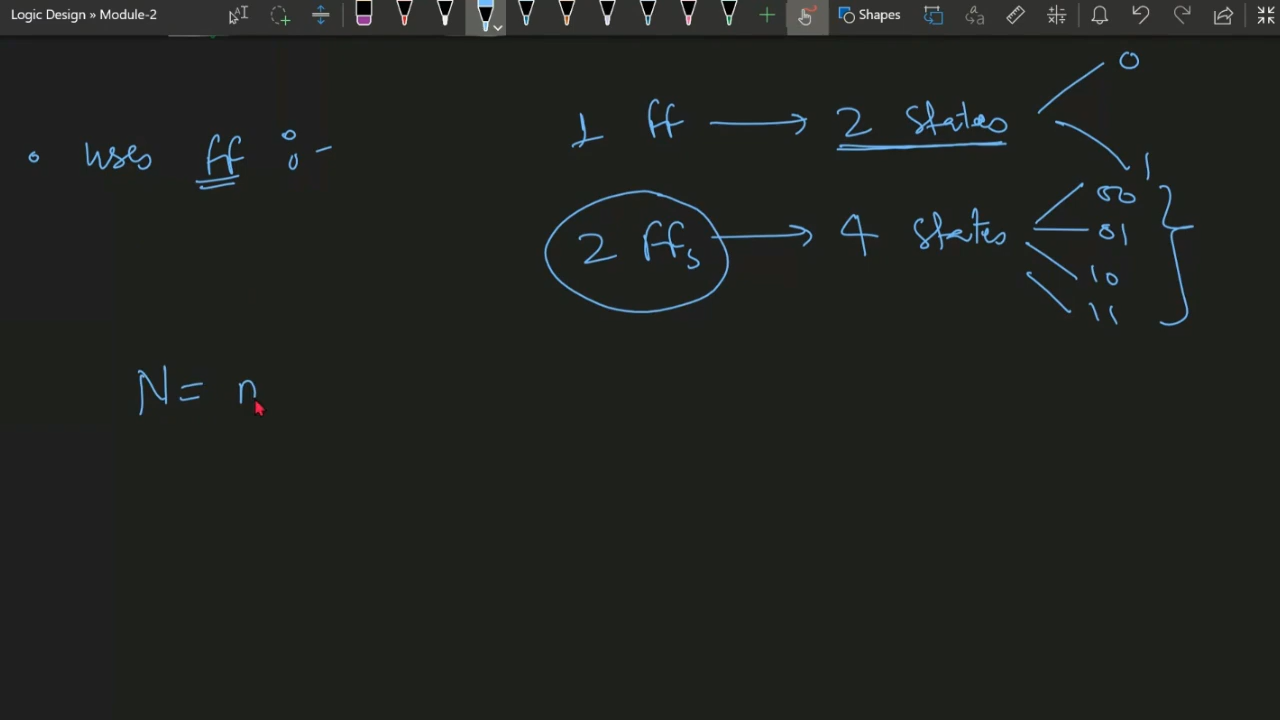 Logic Design » Module-2
Shapes
1 ff → 2 states
0
1
• uses ff :-
2 ffs → 4 states
00
01
10
11
N = n